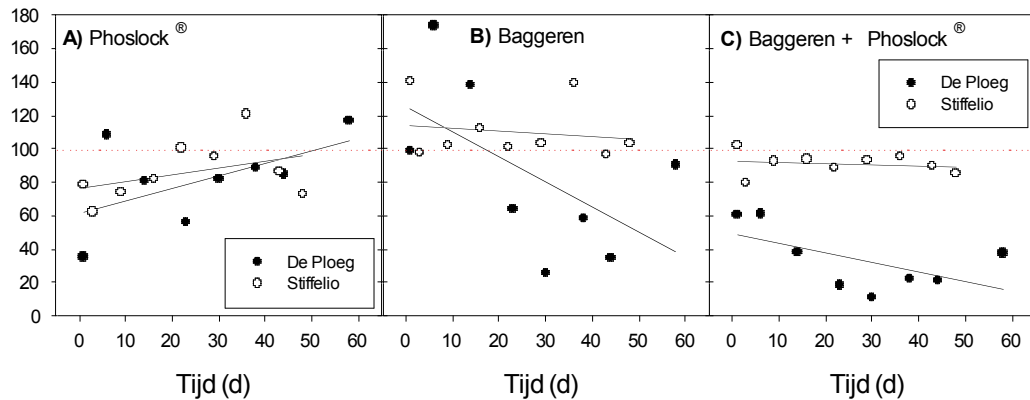 180
160
140
120
100
80
60
40
20
0
A) Phoslock ®
De Ploeg
Stiffelio
0 10 20 30 40 50 60
Tijd (d)
B) Baggeren
0 10 20 30 40 50 60
Tijd (d)
C) Baggeren + Phoslock ®
De Ploeg
Stiffelio
0 10 20 30 40 50 60
Tijd (d)